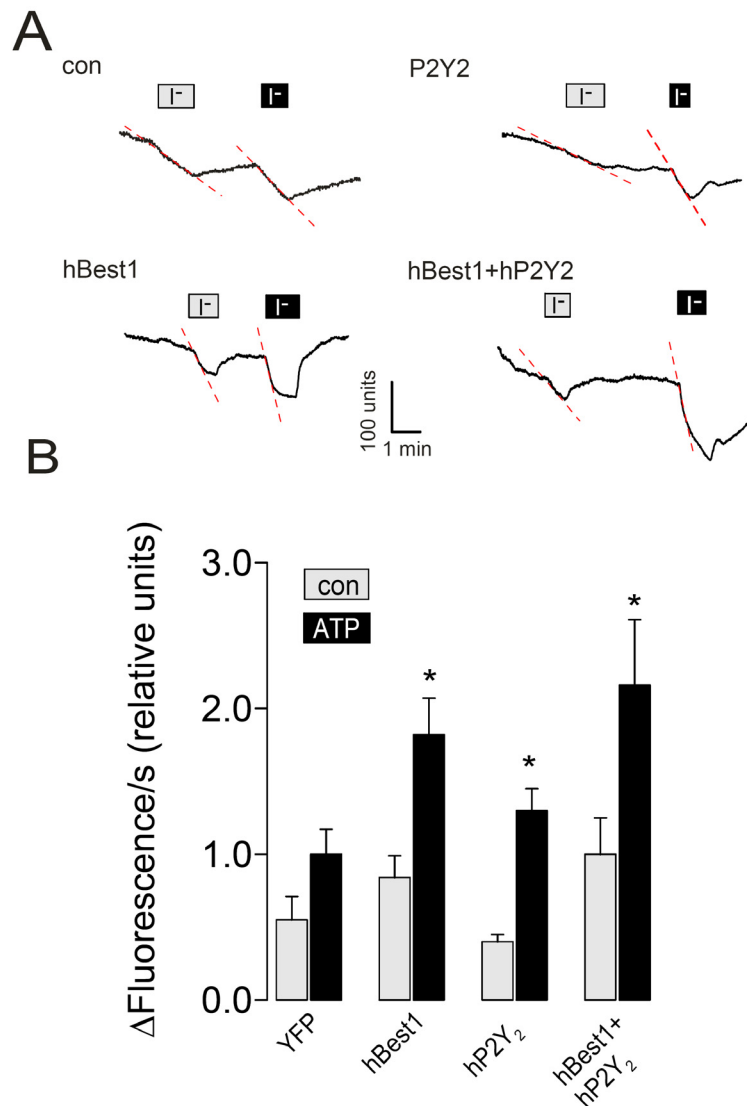 A
con
I-
I-
P2Y2
I-
I-
hBest1
I-
I-
hBest1+hP2Y2
I-
I-
100 units
1 min
B
ΔFluorescence/s (relative units)
3.0
2.0
1.0
0.0
con
ATP
*
*
*
YFP
hBest1
hP2Y₂
hBest1+
hP2Y₂